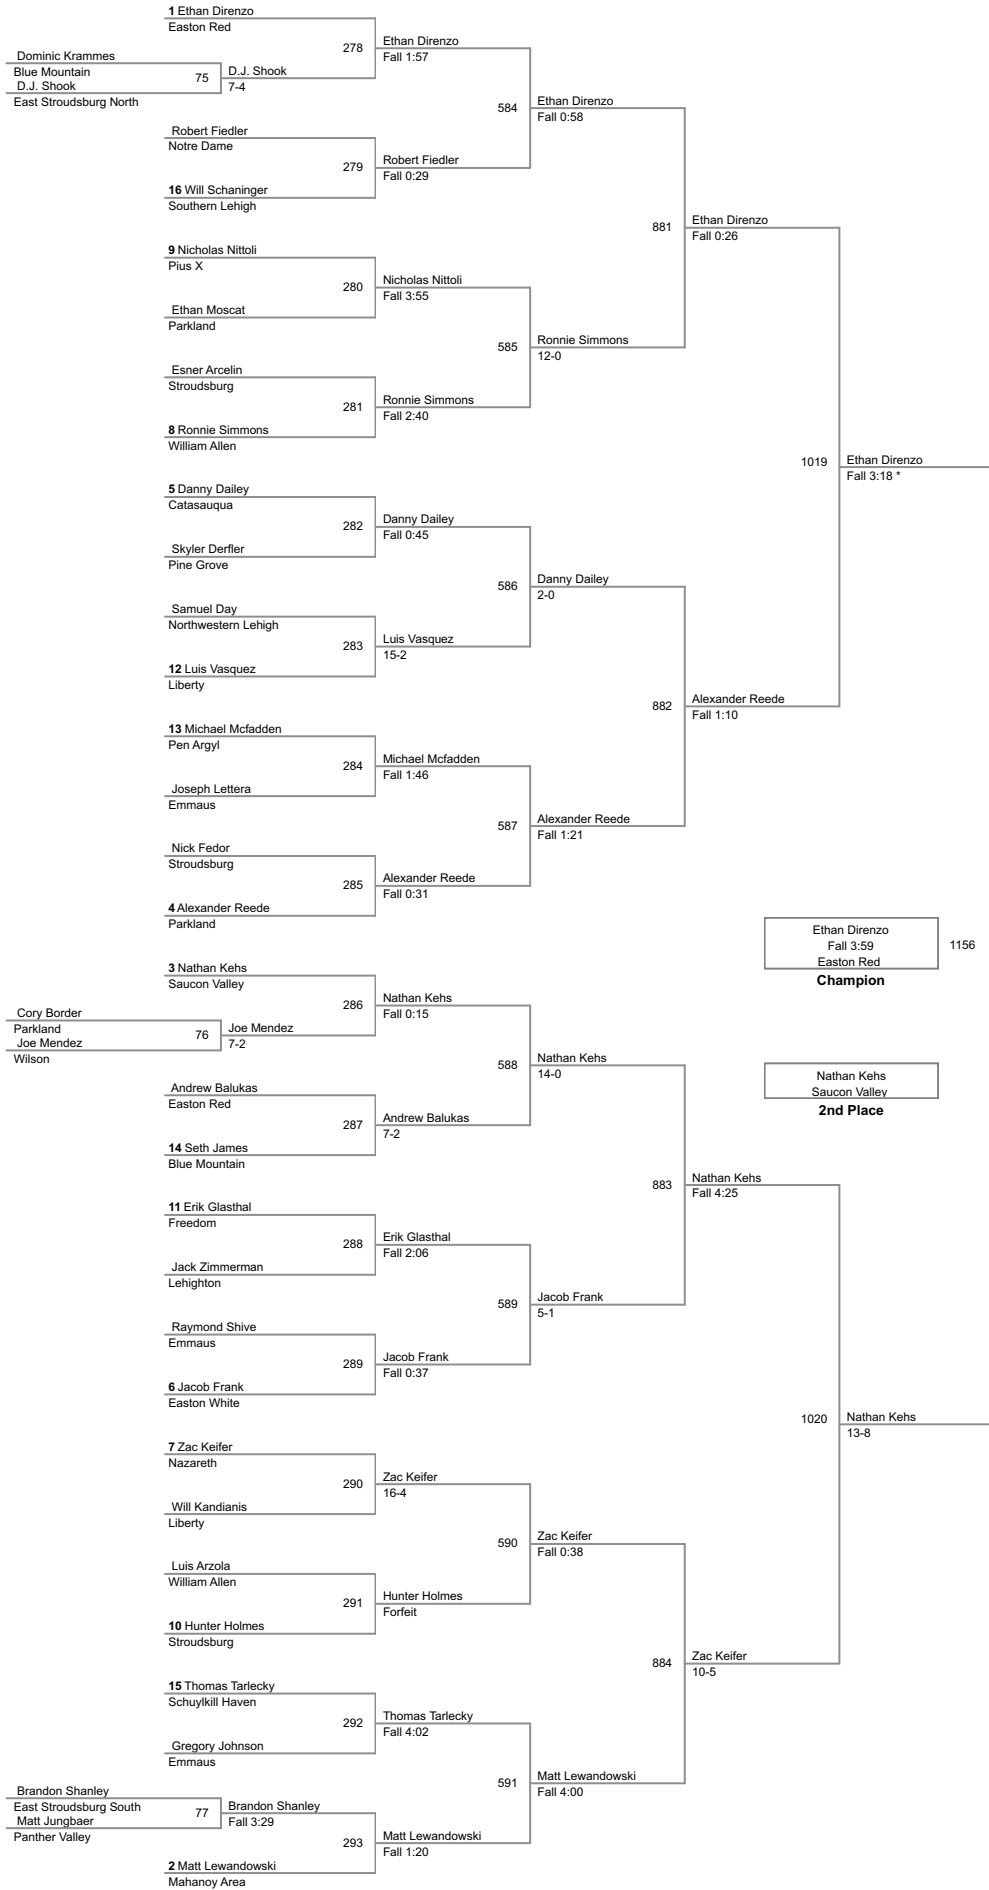 1 Ethan Direnzo
Easton Red
278
Ethan Direnzo
Fall 1:57
Dominic Krammes
Blue Mountain
75
D.J. Shook
7-4
D.J. Shook
East Stroudsburg North
584
Ethan Direnzo
Fall 0:58
Robert Fiedler
Notre Dame
279
Robert Fiedler
Fall 0:29
16 Will Schaninger
Southern Lehigh
881
Ethan Direnzo
Fall 0:26
9 Nicholas Nittoli
Pius X
280
Nicholas Nittoli
Fall 3:55
Ethan Moscat
Parkland
585
Ronnie Simmons
12-0
Esner Arcelin
Stroudsburg
281
Ronnie Simmons
Fall 2:40
8 Ronnie Simmons
William Allen
1019
Ethan Direnzo
Fall 3:18 *
5 Danny Dailey
Catasauqua
282
Danny Dailey
Fall 0:45
Skyler Derfler
Pine Grove
586
Danny Dailey
2-0
Samuel Day
Northwestern Lehigh
283
Luis Vasquez
15-2
12 Luis Vasquez
Liberty
882
Alexander Reede
Fall 1:10
13 Michael Mcfadden
Pen Argyl
284
Michael Mcfadden
Fall 1:46
Joseph Lettera
Emmaus
587
Alexander Reede
Fall 1:21
Nick Fedor
Stroudsburg
285
Alexander Reede
Fall 0:31
4 Alexander Reede
Parkland
Ethan Direnzo
Fall 3:59
Easton Red
1156
Champion
3 Nathan Kehs
Saucon Valley
286
Nathan Kehs
Fall 0:15
Cory Border
Parkland
76
Joe Mendez
7-2
Joe Mendez
Wilson
588
Nathan Kehs
14-0
Nathan Kehs
Saucon Valley
2nd Place
Andrew Balukas
Easton Red
287
Andrew Balukas
7-2
14 Seth James
Blue Mountain
883
Nathan Kehs
Fall 4:25
11 Erik Glasthal
Freedom
288
Erik Glasthal
Fall 2:06
Jack Zimmerman
Lehighton
589
Jacob Frank
5-1
Raymond Shive
Emmaus
289
Jacob Frank
Fall 0:37
6 Jacob Frank
Easton White
1020
Nathan Kehs
13-8
7 Zac Keifer
Nazareth
290
Zac Keifer
16-4
Will Kandianis
Liberty
590
Zac Keifer
Fall 0:38
Luis Arzola
William Allen
291
Hunter Holmes
Forfeit
10 Hunter Holmes
Stroudsburg
884
Zac Keifer
10-5
15 Thomas Tarlecky
Schuylkill Haven
292
Thomas Tarlecky
Fall 4:02
Gregory Johnson
Emmaus
591
Matt Lewandowski
Fall 4:00
Brandon Shanley
East Stroudsburg South
77
Brandon Shanley
Fall 3:29
Matt Jungbaer
Panther Valley
293
Matt Lewandowski
Fall 1:20
2 Matt Lewandowski
Mahanoy Area